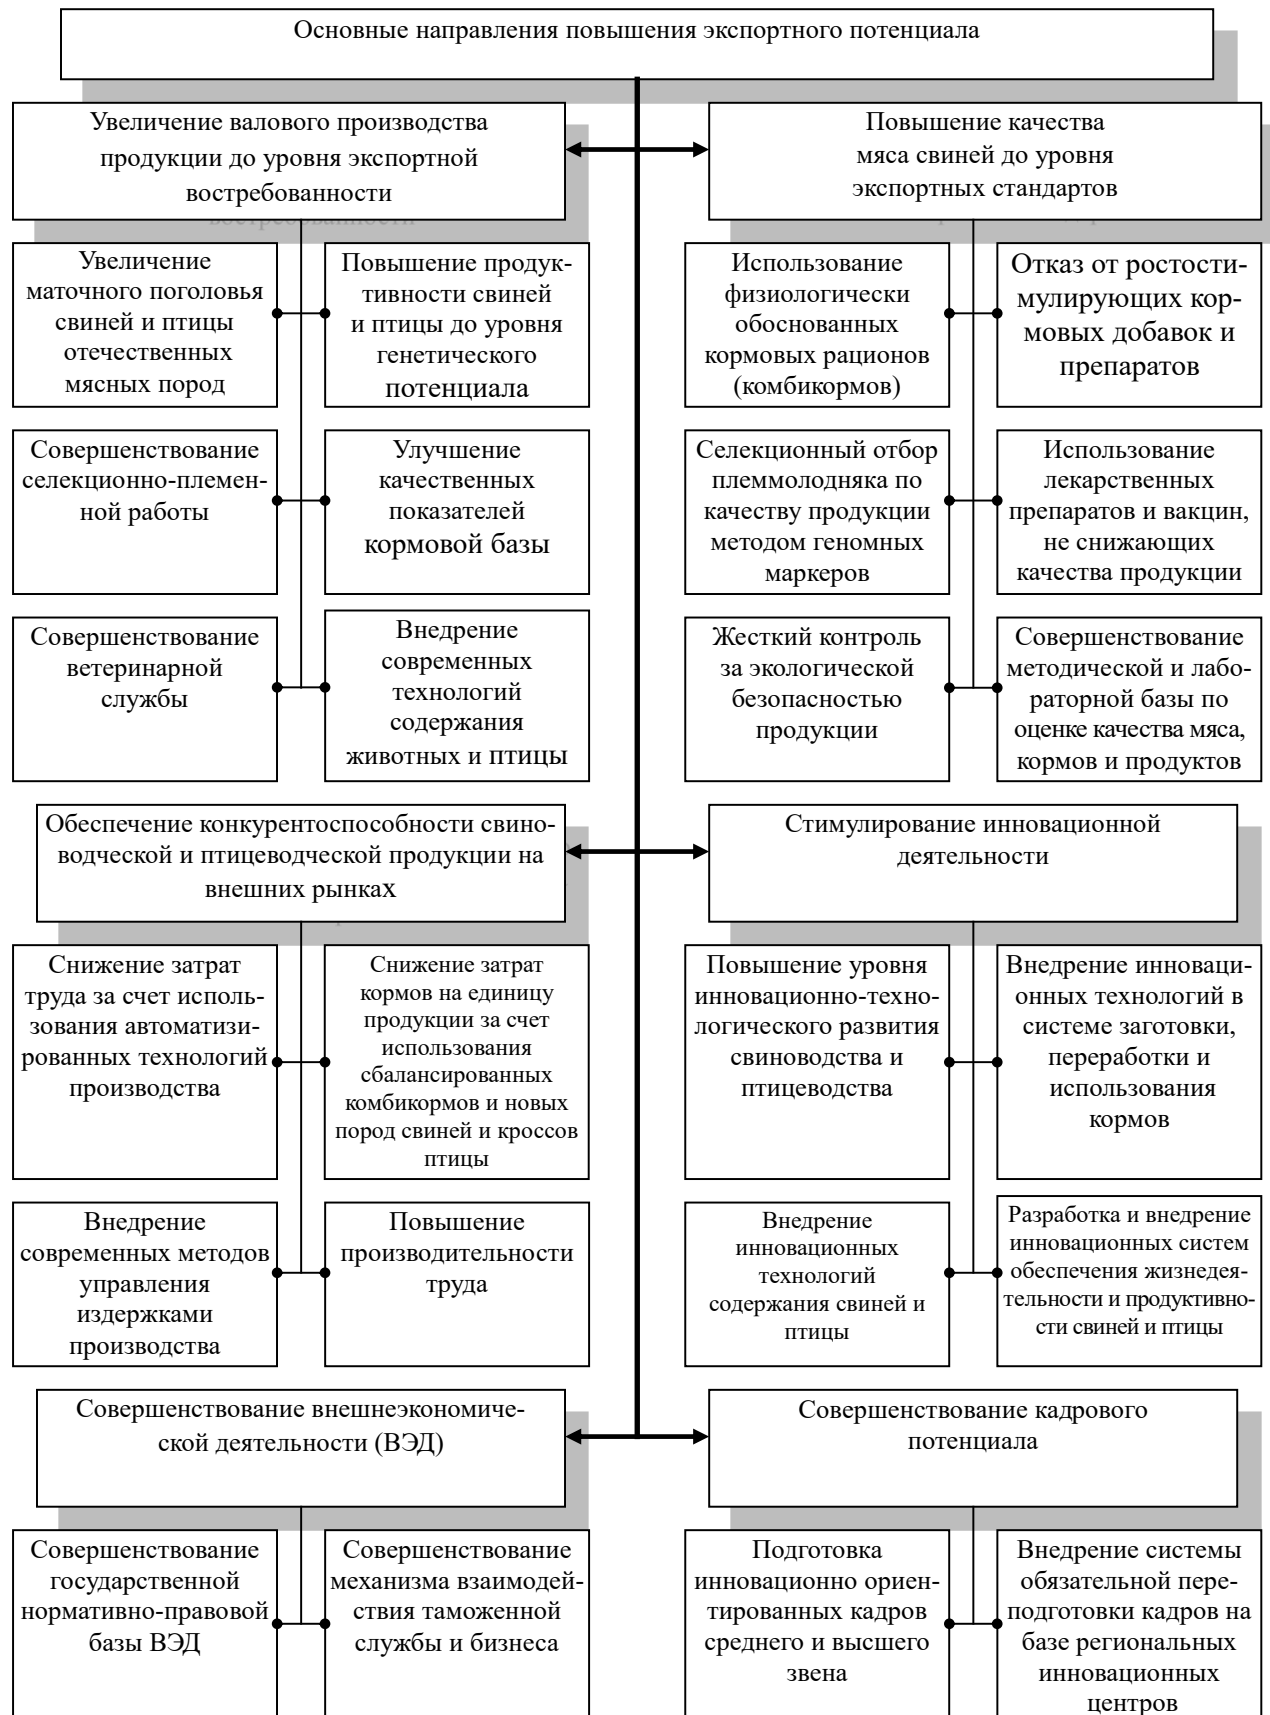 Основные направления повышения экспортного потенциала
Увеличение валового производства
продукции до уровня экспортной
востребованности
Повышение качества
мяса свиней до уровня
экспортных стандартов
Увеличение
маточного поголовья
свиней и птицы
отечественных
мясных пород
Повышение продук-
тивности свиней
и птицы до уровня
генетического
потенциала
Использование
физиологически
обоснованных
кормовых рационов
(комбикормов)
Отказ от ростости-
мулирующих кор-
мовых добавок и
препаратов
Совершенствование
селекционно-племен-
ной работы
Улучшение
качественных
показателей
кормовой базы
Селекционный отбор
племмолодняка по
качеству продукции
методом геномных
маркеров
Использование
лекарственных
препаратов и вакцин,
не снижающих
качества продукции
Совершенствование
ветеринарной
службы
Внедрение
современных
технологий
содержания
животных и птицы
Жесткий контроль
за экологической
безопасностью
продукции
Совершенствование
методической и лабо-
раторной базы по
оценке качества мяса,
кормов и продуктов
Обеспечение конкурентоспособности свино-
водческой и птицеводческой продукции на
внешних рынках
Стимулирование инновационной
деятельности
Снижение затрат
труда за счет исполь-
зования автоматизи-
рованных технологий
производства
Снижение затрат
кормов на единицу
продукции за счет
использования
сбалансированных
комбикормов и новых
пород свиней и кроссов
птицы
Повышение уровня
инновационно-техно-
логического развития
свиноводства и
птицеводства
Внедрение инноваци-
онных технологий в
системе заготовки,
переработки и
использования
кормов
Внедрение
современных методов
управления
издержками
производства
Повышение
производительности
труда
Внедрение
инновационных
технологий
содержания свиней и
птицы
Разработка и внедрение
инновационных систем
обеспечения жизнедея-
тельности и продуктивно-
сти свиней и птицы
Совершенствование внешнеэкономиче-
ской деятельности (ВЭД)
Совершенствование кадрового
потенциала
Совершенствование
государственной
нормативно-правовой
базы ВЭД
Совершенствование
механизма взаимодей-
ствия таможенной
службы и бизнеса
Подготовка
инновационно ориен-
тированных кадров
среднего и высшего
звена
Внедрение системы
обязательной пере-
подготовки кадров на
базе региональных
инновационных
центров